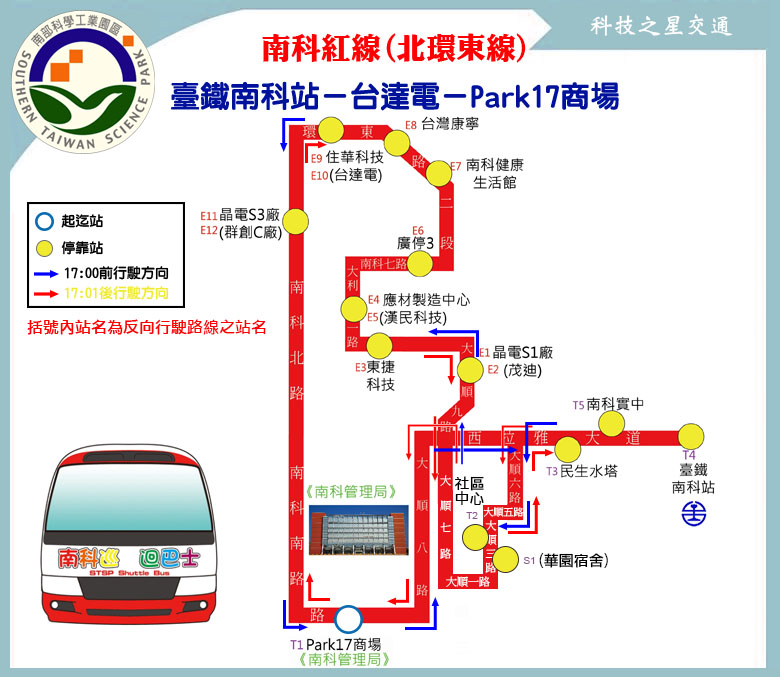 科技之星交通
南部科學工業園區
SOUTHERN TAIWAN SCIENCE PARK
南科紅線(北環東線)
臺鐵南科站－台達電－Park17商場
起迄站
停靠站
17:00前行駛方向
17:01後行駛方向
括號內站名為反向行駛路線之站名
環東路二段
E8 台灣康寧
E9 住華科技
E10(台達電)
E7 南科健康
生活館
E11晶電S3廠
E12(群創C廠)
E6
廣停3
南科七路
大利一路
E4 應材製造中心
E5(漢民科技)
E3東捷
科技
E1 晶電S1廠
E2 (茂迪)
大順九路
南科北路
南科南路
西拉雅大道
T5南科實中
T3民生水塔
T4
臺鐵
南科站
大順六路
社區
中心
T2
大順五路
大順三路
S1 (華園宿舍)
大順一路
大順七路
大順八路
《南科管理局》
路
T1 Park17商場
《南科管理局》
南科巡迴巴士
STSP Shuttle Bus